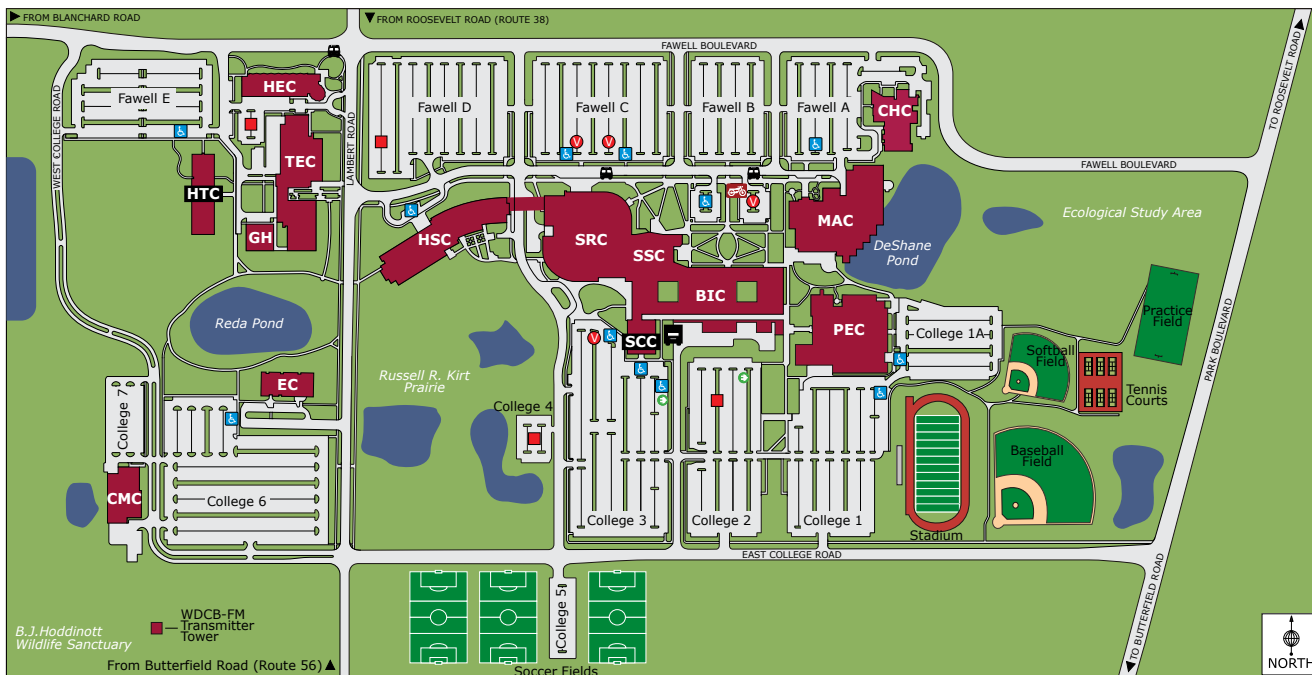 FROM BLANCHARD ROAD
FROM ROOSEVELT ROAD (ROUTE 38)
FAWELL BOULEVARD
TO ROOSEVELT ROAD
WEST COLLEGE ROAD
Fawell E
HEC
LAMBERT ROAD
Fawell D
Fawell C
Fawell B
Fawell A
CHC
V
V
TEC
FAWELL BOULEVARD
HTC
V
GH
HSC
SRC
SSC
MAC
DeShane
Pond
Ecological Study Area
BIC
Reda Pond
V
SCC
PEC
College 1A
Practice
Field
Softball
Field
PARK BOULEVARD
Russell R. Kirt
Prairie
EC
College 7
College 4
Tennis
Courts
Baseball
Field
CMC
College 6
College 3
College 2
College 1
Stadium
EAST COLLEGE ROAD
TO BUTTERFIELD ROAD
College 5
WDCB-FM
Transmitter
Tower
B.J.Hoddinott
Wildlife Sanctuary
From Butterfield Road (Route 56)
Soccer Fields
NORTH